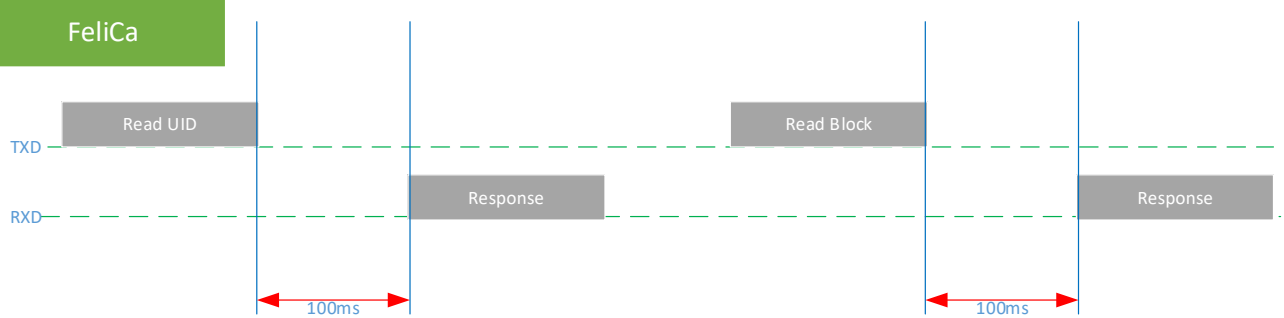 FeliCa
Read UID
Read Block
TXD
Response
Response
RXD
100ms
100ms